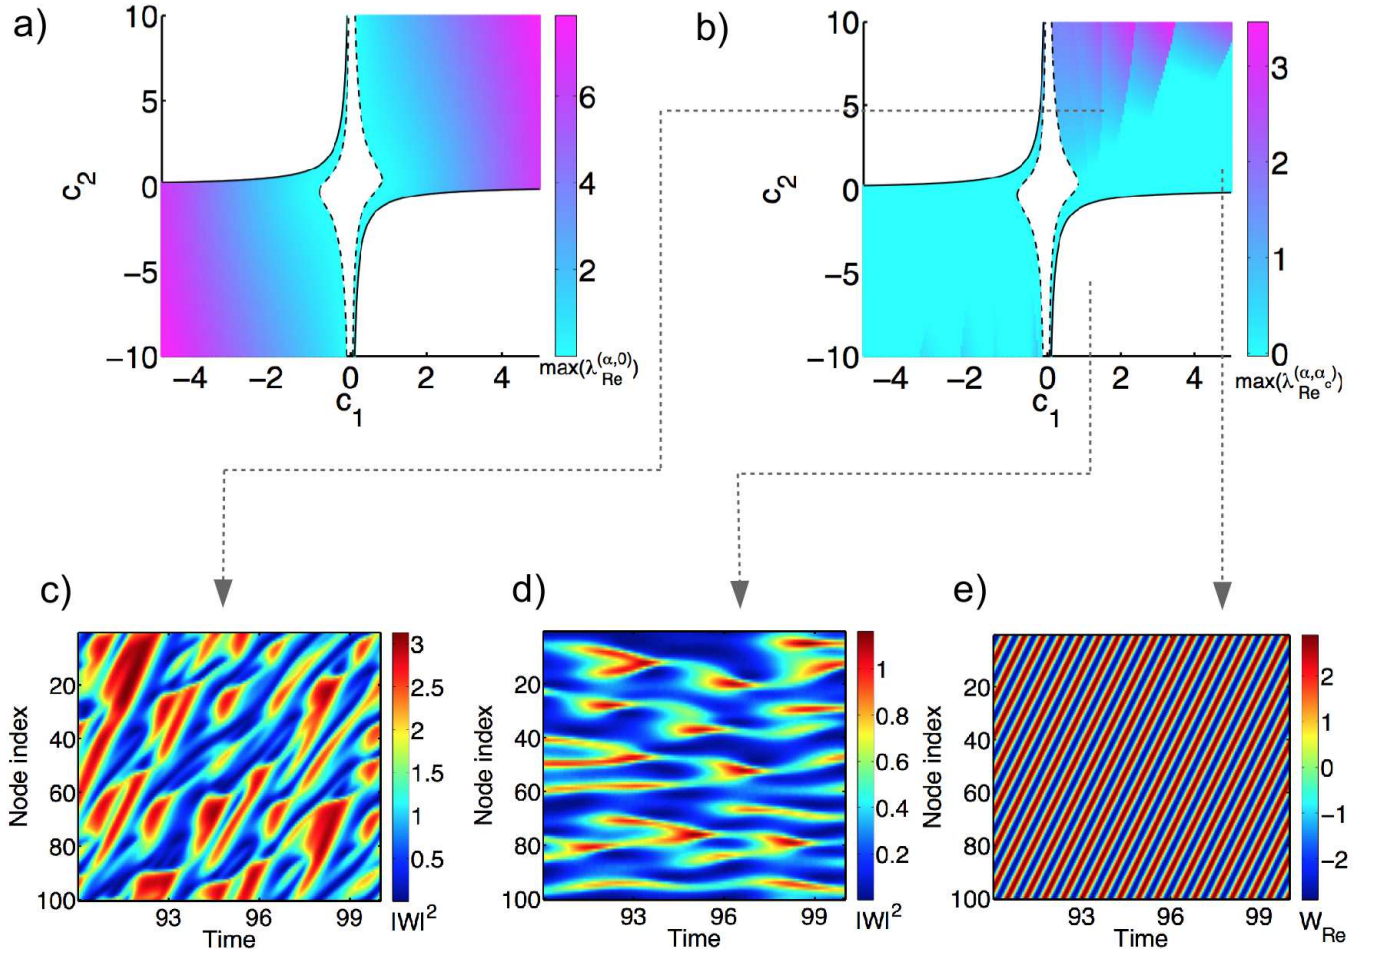 a)
10
5
0
−5
−10
c2
−4 −2 0 2 4
c1
6
4
2
max(λRe(α,0))
b)
10
5
0
−5
−10
c2
−4 −2 0 2 4
c1
3
2
1
0
max(λRe(α,αc))
c)
Node index
20
40
60
80
100
93 96 99
Time
3
2.5
2
1.5
1
0.5
|W|2
d)
Node index
20
40
60
80
100
93 96 99
Time
1
0.8
0.6
0.4
0.2
|W|2
e)
Node index
20
40
60
80
100
93 96 99
Time
2
1
0
−1
−2
WRe